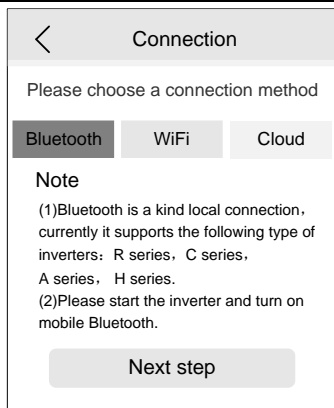 Connection
Please choose a connection method
Bluetooth WiFi Cloud
Note
(1)Bluetooth is a kind local connection，
currently it supports the following type of
inverters：R series，C series，
A series， H series.
(2)Please start the inverter and turn on
mobile Bluetooth.
Next step